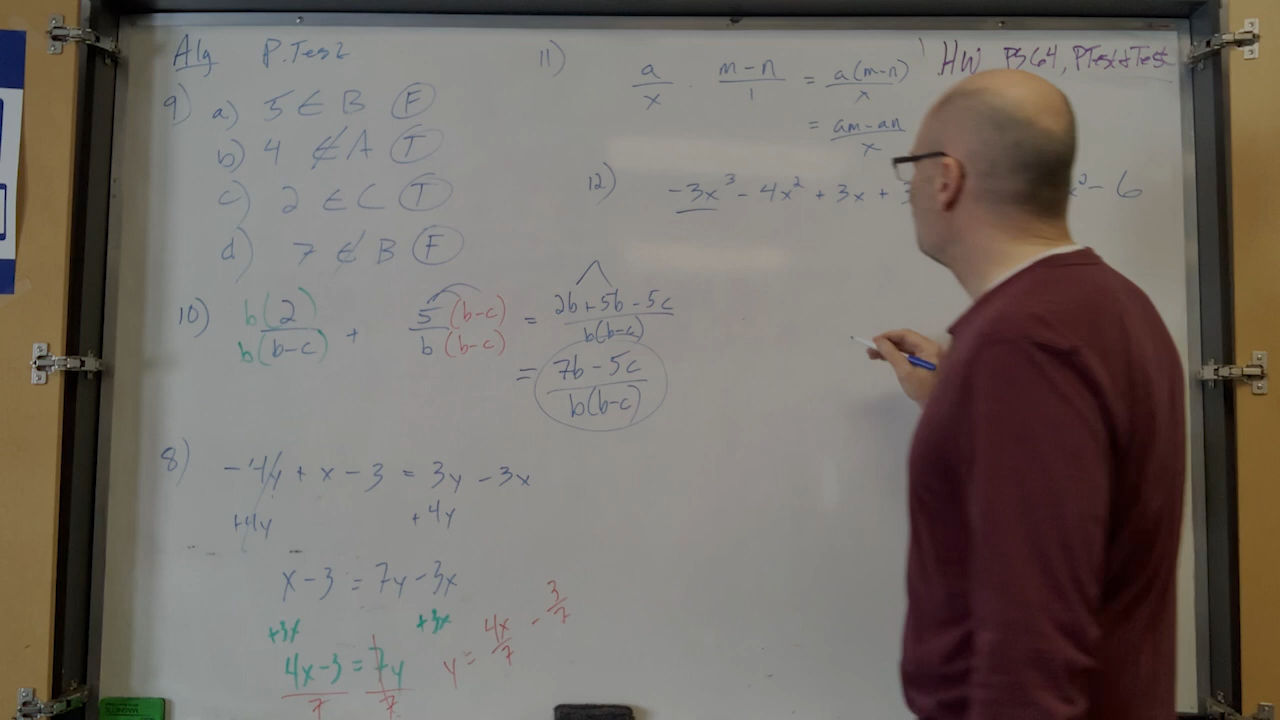 Alg P.Test
9) a) 5 ∈ B (F)
b) 4 ∉ A (T)
c) 2 ∈ C (T)
d) 7 ∉ B (F)
10) b(2)/b(b-c) + 5(b-c)/b(b-c) = 2b+5b-5c/b(b-c)
= 7b-5c/b(b-c)
8) -4y + x - 3 = 3y - 3x
+4y +4y
x-3 = 7y-3x
+3x +3x
4x-3 = 7y
7 7
y = 4x/7 - 3/7
11) a/x · m-n/1 = a(m-n)/x
= am-an/x
12) -3x³ - 4x² + 3x + 3 x² - 6
HW PS64, PTest+Test